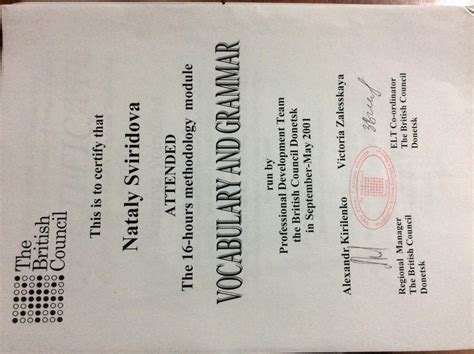 The
British
Council
This is to certify that
Nataly Sviridova
ATTENDED
The 16-hours methodology module
VOCABULARY AND GRAMMAR
run by
Professional Development Team
the British Council Donetsk
in September-May 2001
Alexandr Kirilenko Victoria Zalesskaya
Regional Manager
The British Council
Donetsk
ELT Co-ordinator
The British Council
Donetsk